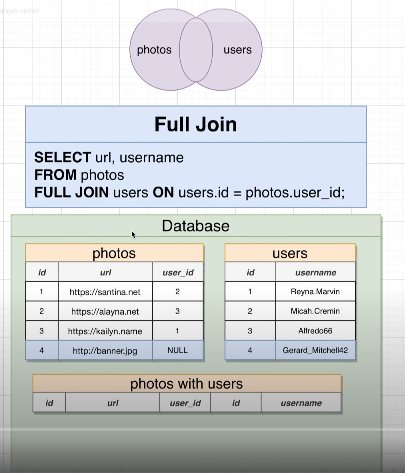 photos users
Full Join
SELECT url, username
FROM photos
FULL JOIN users ON users.id = photos.user_id;
Database
photos
id url user_id
1 https://santina.net 2
2 https://alayna.net 3
3 https://kailyn.name 1
4 http://banner.jpg NULL
users
id username
1 Reyna.Marvin
2 Micah.Cremin
3 Alfredo66
4 Gerard_Mitchell42
photos with users
id url user_id id username